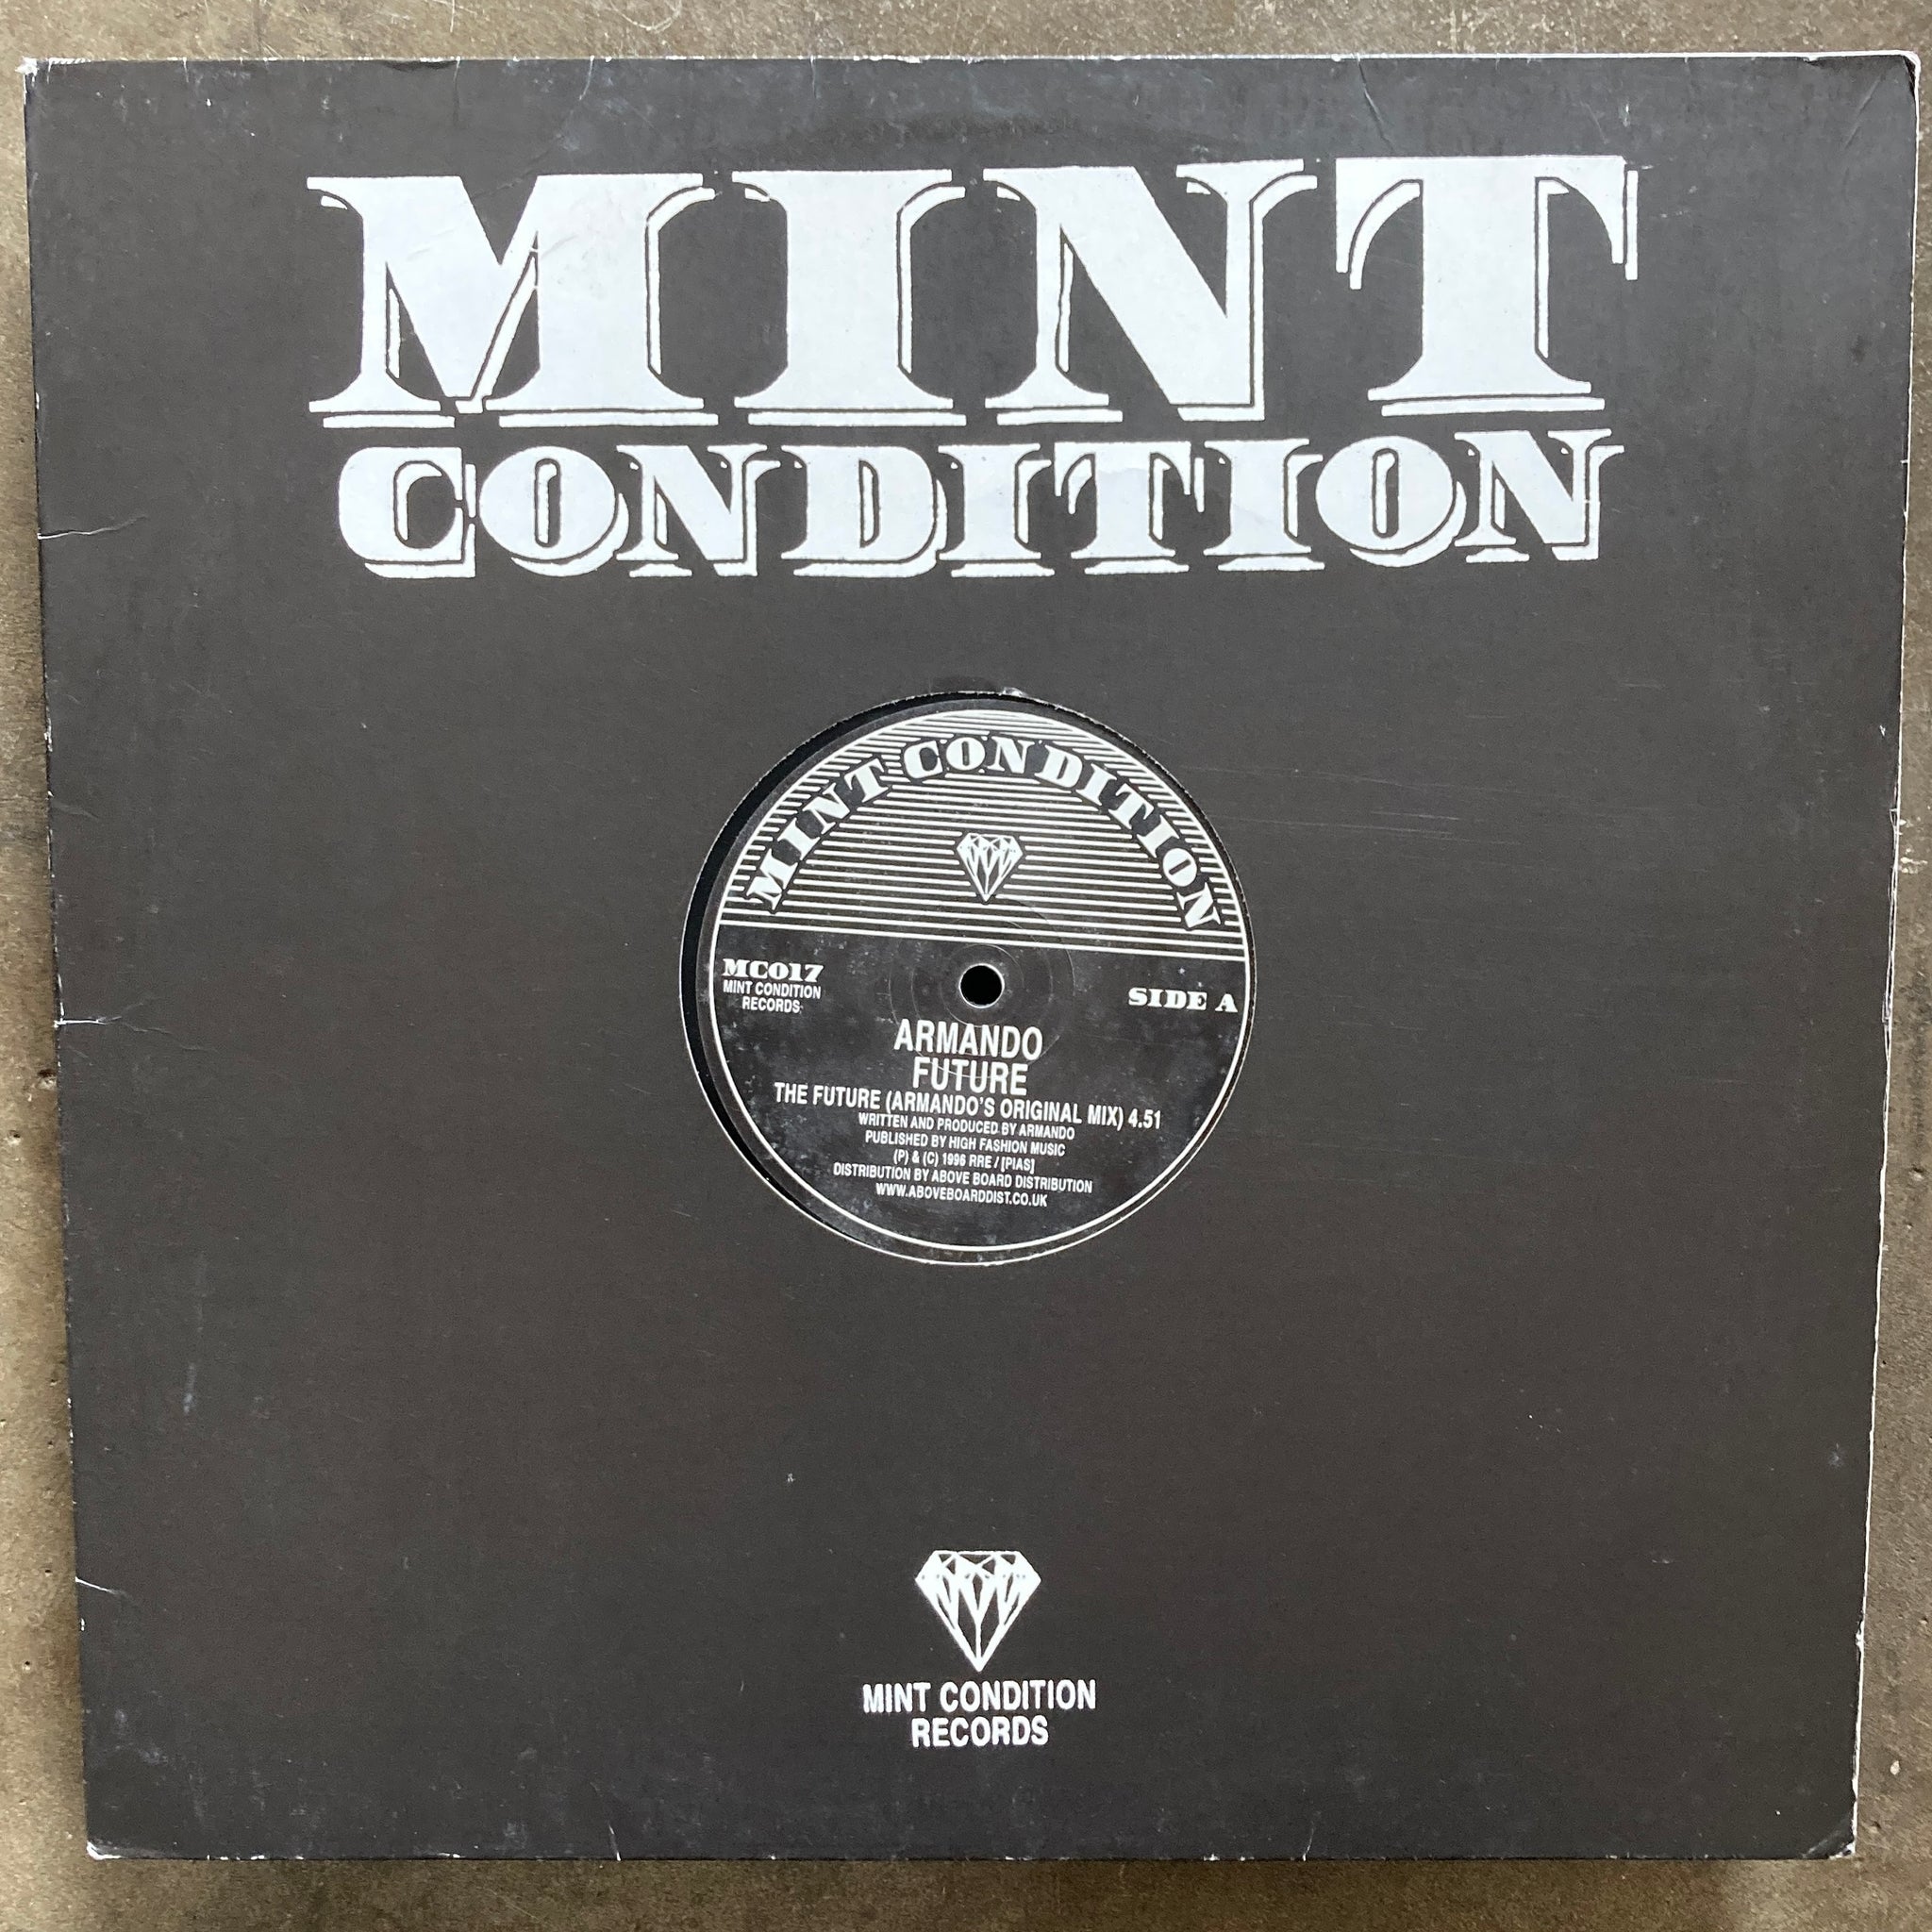 MINT
CONDITION
MINT CONDITION
MC017
MINT CONDITION
RECORDS
SIDE A
ARMANDO
FUTURE
THE FUTURE (ARMANDO'S ORIGINAL MIX) 4.51
WRITTEN AND PRODUCED BY ARMANDO
PUBLISHED BY HIGH FASHION MUSIC
(P) & (C) 1996 RRE / [PIAS]
DISTRIBUTION BY ABOVE BOARD DISTRIBUTION
WWW.ABOVEBOARDDIST.CO.UK
MINT CONDITION
RECORDS